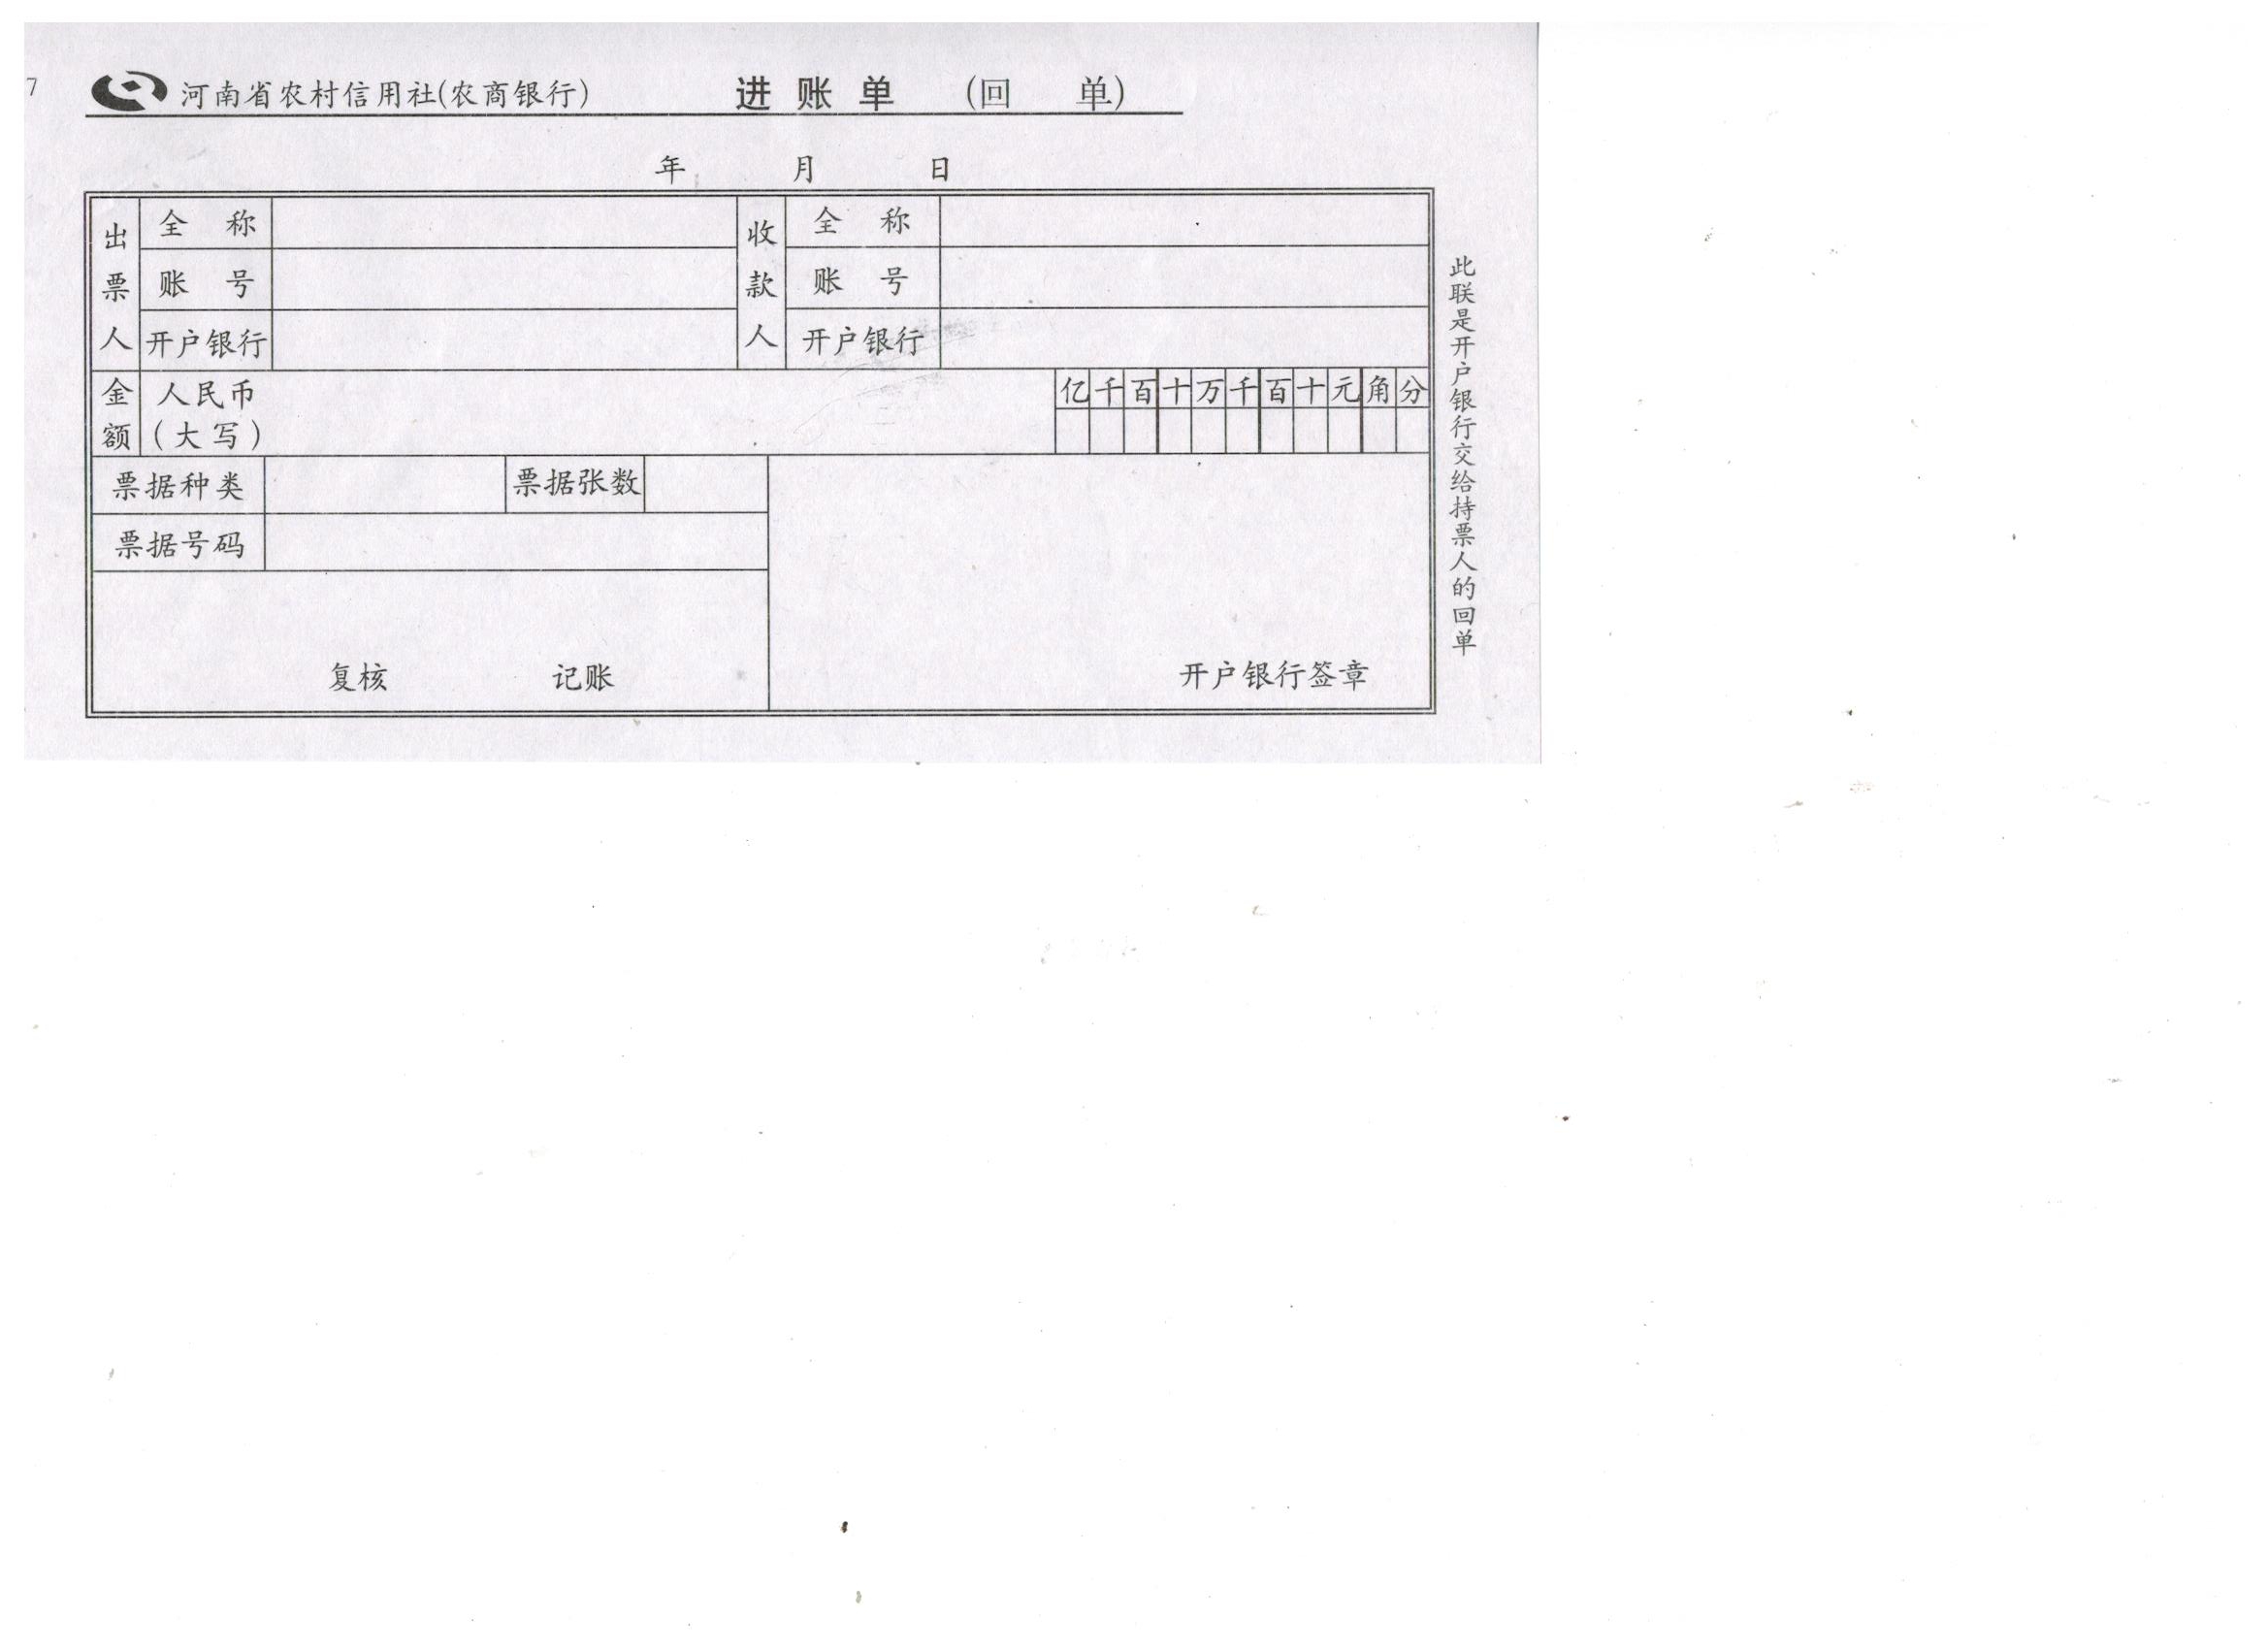 7
河南省农村信用社(农商银行) 进账单 (回 单)
年 月 日
出票人 全 称 收款人 全 称
账 号 账 号
开户银行 开户银行
金额 人民币(大写) 亿 千 百 十 万 千 百 十 元 角 分
票据种类 票据张数
票据号码
复核 记账 开户银行签章
此联是开户银行交给持票人的回单